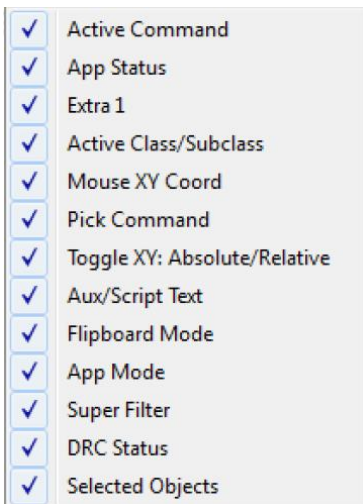 Active Command
App Status
Extra 1
Active Class/Subclass
Mouse XY Coord
Pick Command
Toggle XY: Absolute/Relative
Aux/Script Text
Flipboard Mode
App Mode
Super Filter
DRC Status
Selected Objects